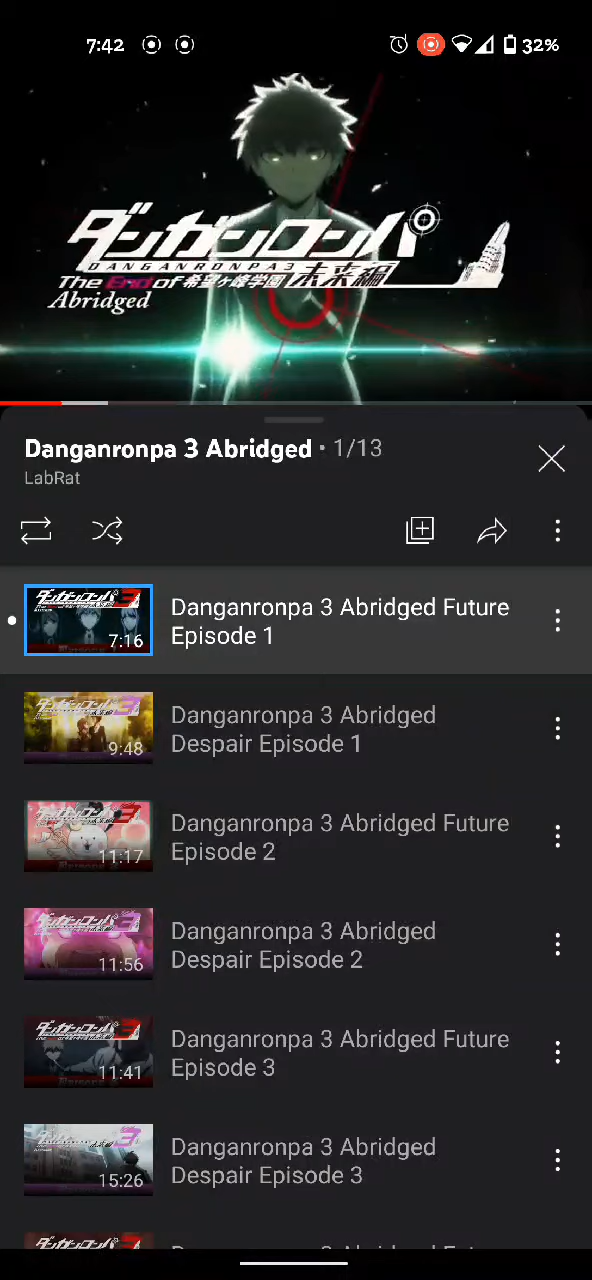 7:42
32%
ダンガンロンパ
DANGANRONPA3
The End of 希望ヶ峰学園 未来編
Abridged
Danganronpa 3 Abridged • 1/13
LabRat
7:16
Danganronpa 3 Abridged Future
Episode 1
9:48
Danganronpa 3 Abridged
Despair Episode 1
11:17
Danganronpa 3 Abridged Future
Episode 2
11:56
Danganronpa 3 Abridged
Despair Episode 2
11:41
Danganronpa 3 Abridged Future
Episode 3
15:26
Danganronpa 3 Abridged
Despair Episode 3